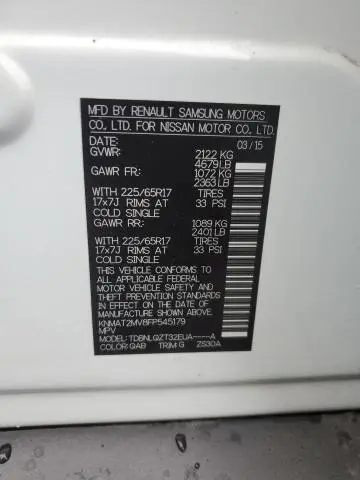 MFD BY RENAULT SAMSUNG MOTORS
CO. LTD. FOR NISSAN MOTOR CO. LTD.
DATE: 03/15
GVWR: 2122 KG
4679 LB
GAWR FR: 1072 KG
2363 LB
WITH 225/65R17 TIRES
17x7J RIMS AT 33 PSI
COLD SINGLE
GAWR RR: 1089 KG
2401 LB
WITH 225/65R17 TIRES
17x7J RIMS AT 33 PSI
COLD SINGLE
THIS VEHICLE CONFORMS TO
ALL APPLICABLE FEDERAL
MOTOR VEHICLE SAFETY AND
THEFT PREVENTION STANDARDS
IN EFFECT ON THE DATE OF
MANUFACTURE SHOWN ABOVE
KNMAT2MV8FP545179
MPV
MODEL: TDBNLQZT32EUA-----A
COLOR: QAB TRIM: G ZS30A